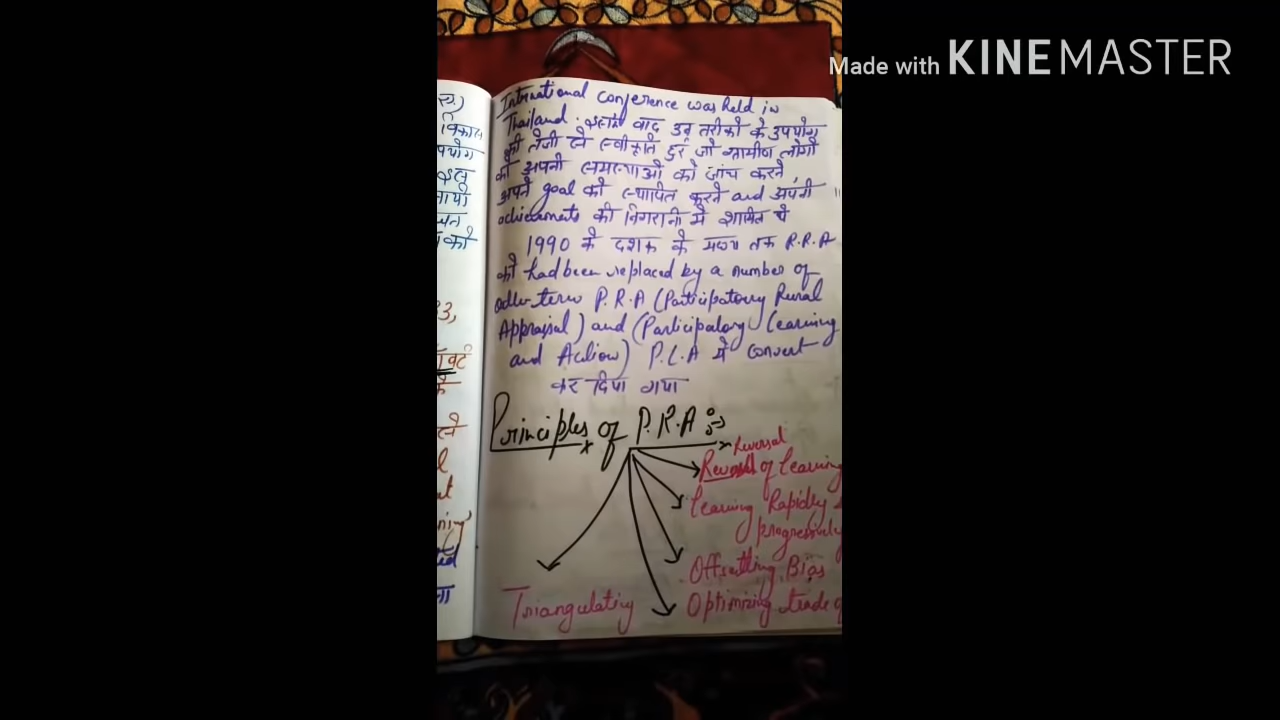 Made with KINEMASTER
International conference was held in
Thailand. इसके बाद उन तरीको के उपयोग
की तेजी से स्वीकृति हुई जो ग्रामीण लोगों
को अपनी समस्याओं को जांच करने,
अपने goal को स्थापित करने and अपनी
achievements की निगरानी में शामिल थे
1990 के दशक के मध्य तक R.R.A
को had been replaced by a number of
other term P.R.A (Participatory Rural
Appraisal) and (Participatory Learning
and Action) P.L.A में convert
कर दिया गया
Principles of P.R.A :->
Reversal
of learning
Learning Rapidly &
progressively
Offsetting Bias
Triangulating
Optimizing trade o